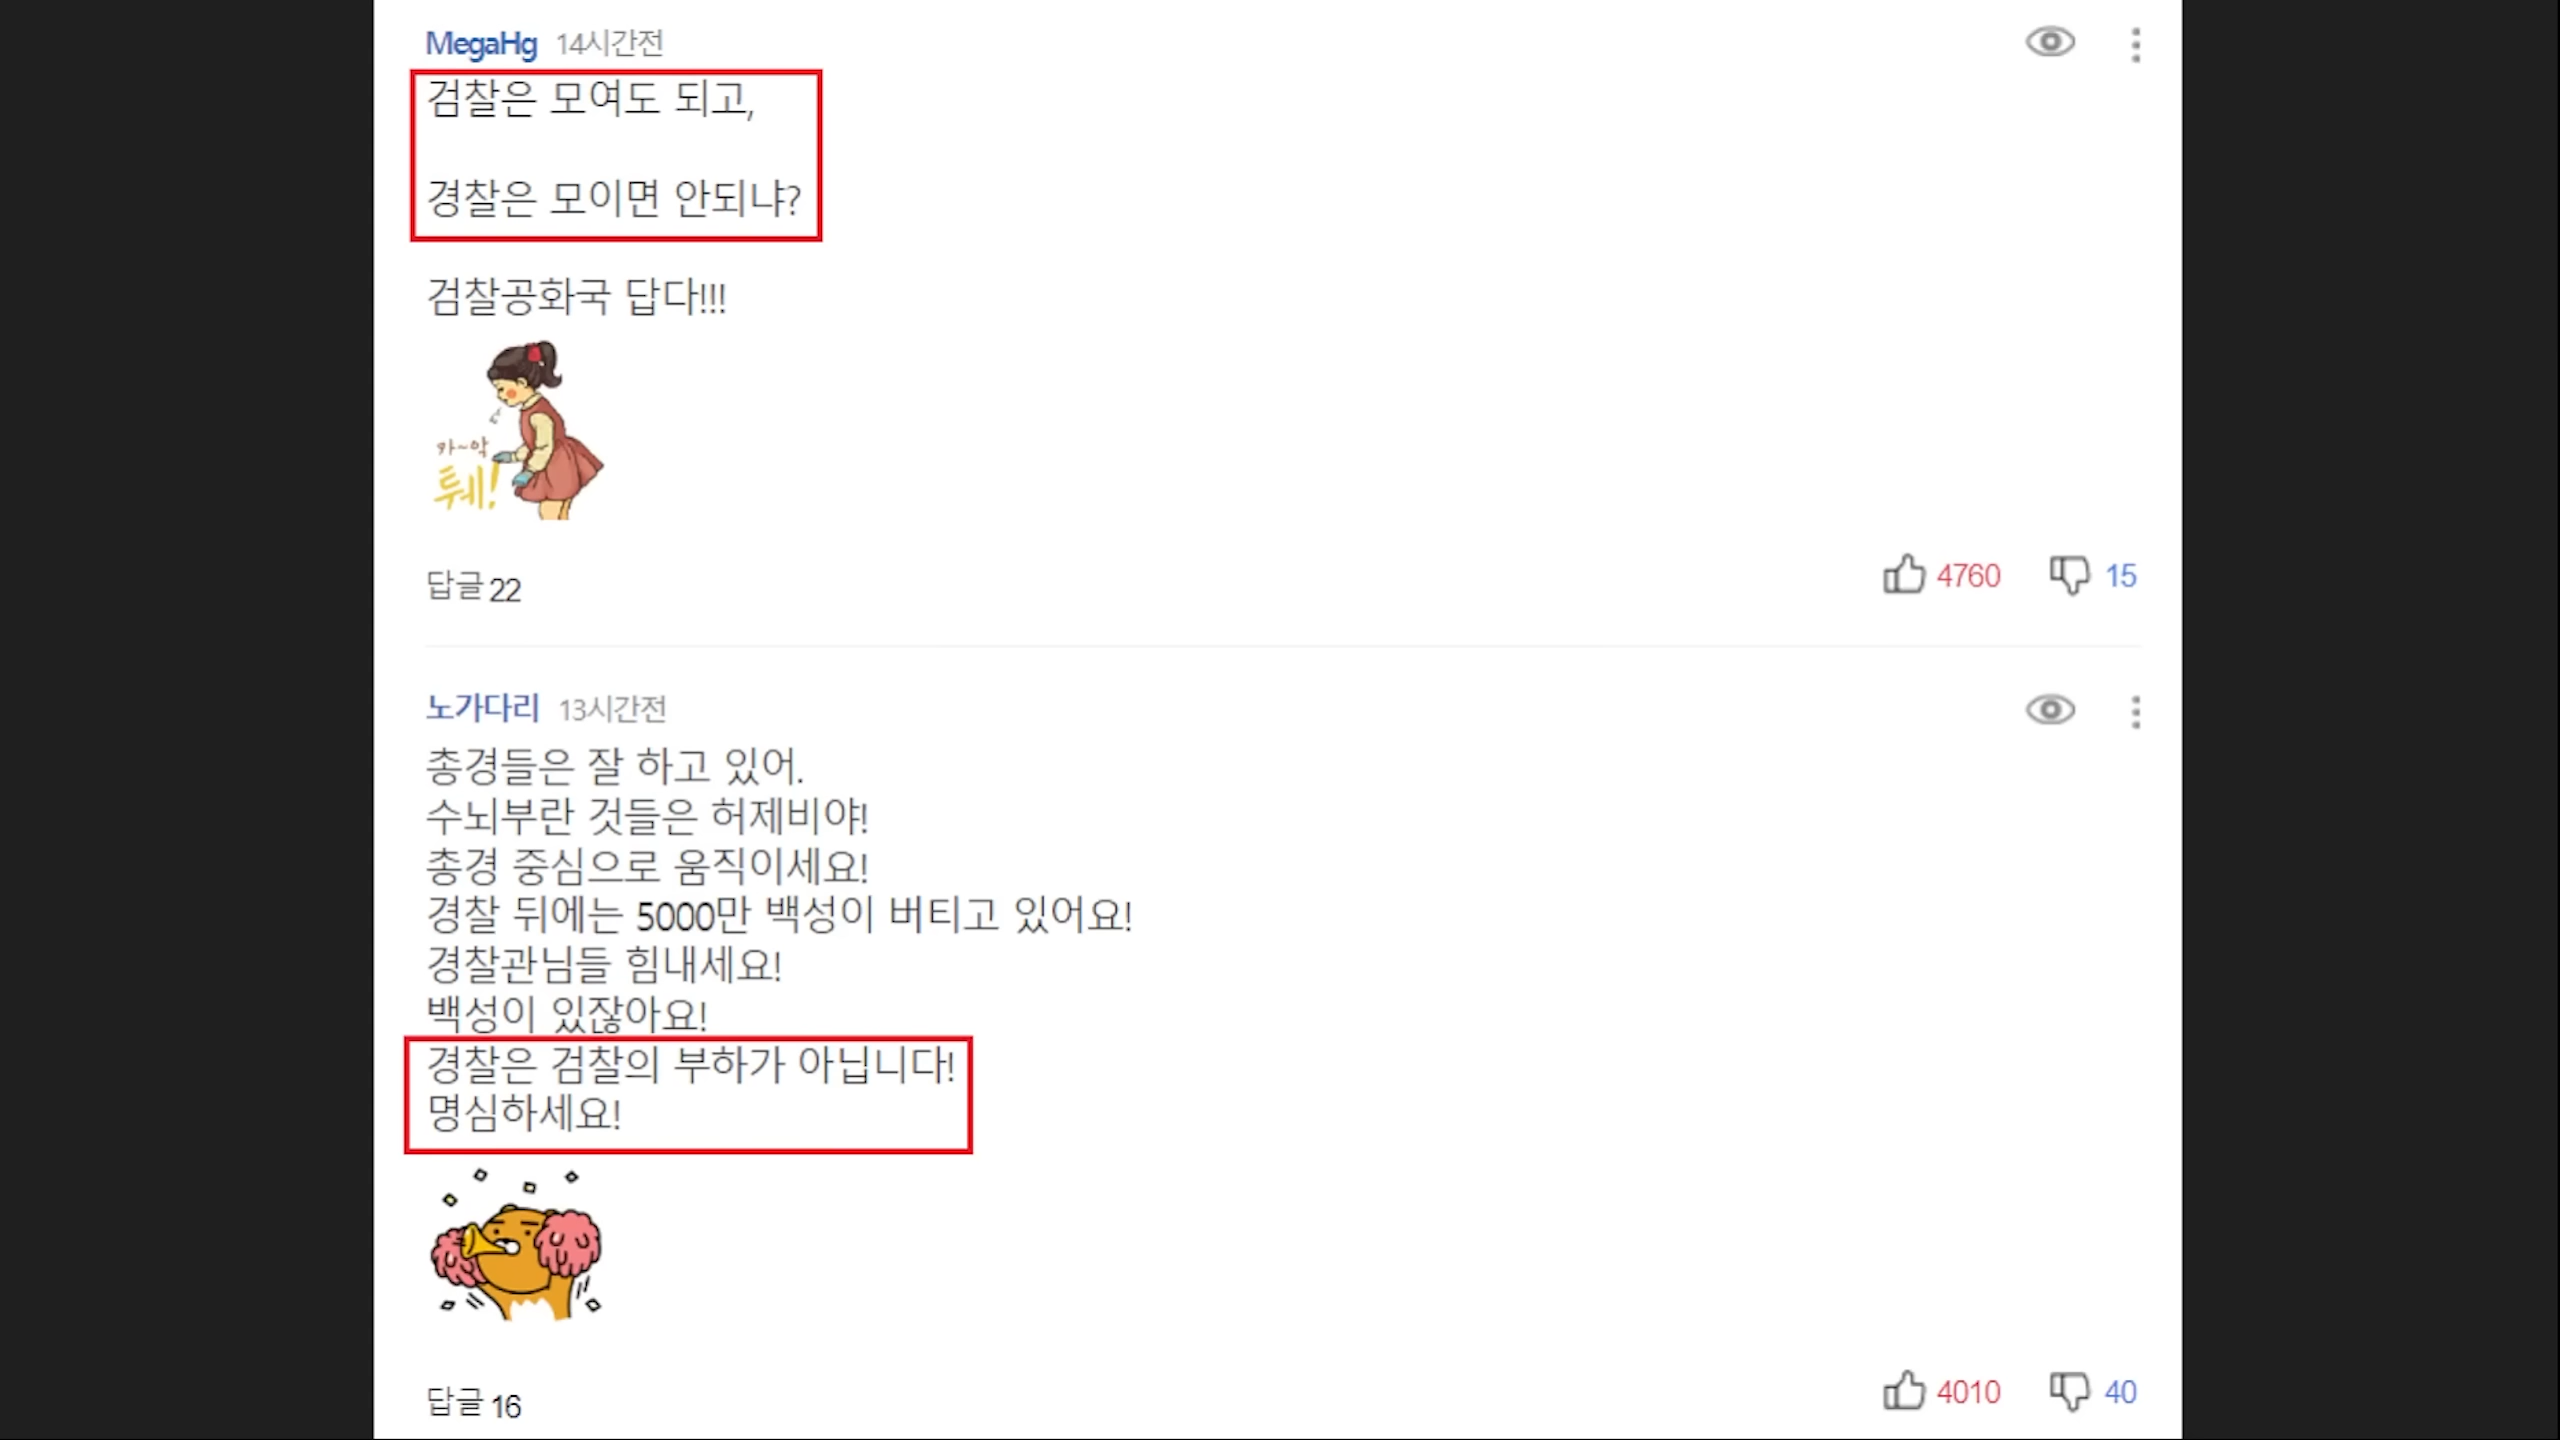 MegaHg 14시간전
검찰은 모여도 되고,
경찰은 모이면 안되냐?
검찰공화국 답다!!!
카~악
퉤!
답글 22 4760 15
노가다리 13시간전
총경들은 잘 하고 있어.
수뇌부란 것들은 허제비야!
총경 중심으로 움직이세요!
경찰 뒤에는 5000만 백성이 버티고 있어요!
경찰관님들 힘내세요!
백성이 있잖아요!
경찰은 검찰의 부하가 아닙니다!
명심하세요!
답글 16 4010 40